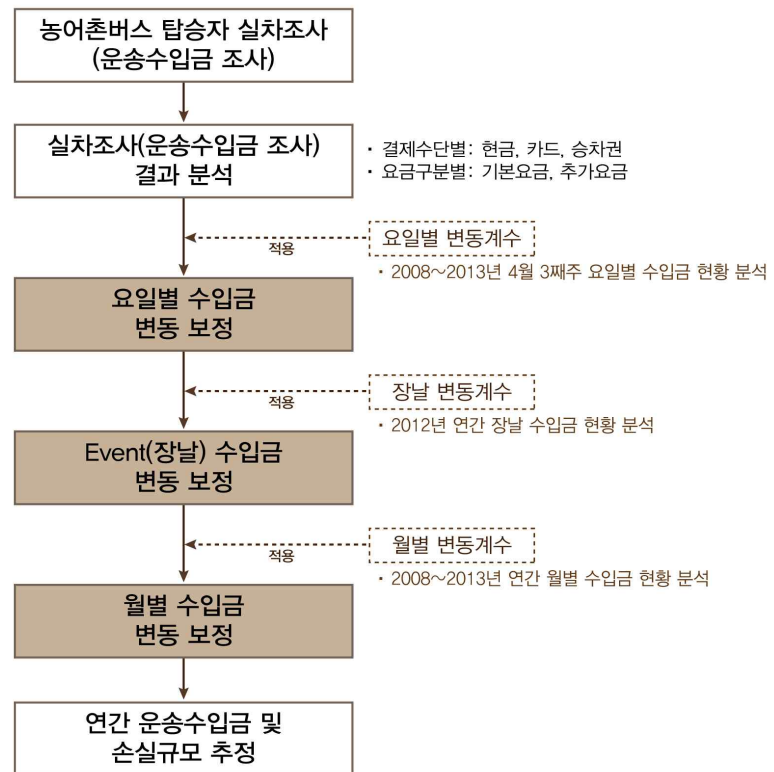 농어촌버스 탑승자 실차조사
(운송수입금 조사)
실차조사(운송수입금 조사)
결과 분석
· 결제수단별: 현금, 카드, 승차권
· 요금구분별: 기본요금, 추가요금
요일별 변동계수
적용
· 2008~2013년 4월 3째주 요일별 수입금 현황 분석
요일별 수입금
변동 보정
장날 변동계수
적용
· 2012년 연간 장날 수입금 현황 분석
Event(장날) 수입금
변동 보정
월별 변동계수
적용
· 2008~2013년 연간 월별 수입금 현황 분석
월별 수입금
변동 보정
연간 운송수입금 및
손실규모 추정